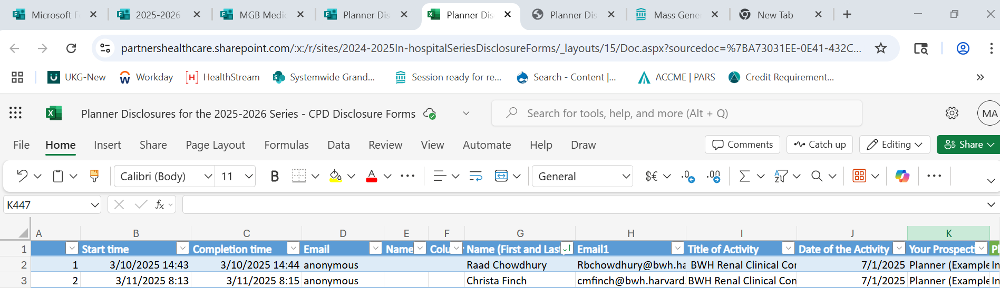 Microsoft F
2025-2026
MGB Medic
Planner Dis
Planner Dis
Planner Dis
Mass Gene
New Tab
partnershealthcare.sharepoint.com/:x:/r/sites/2024-2025In-hospitalSeriesDisclosureForms/_layouts/15/Doc.aspx?sourcedoc=%7BA73031EE-0E41-432C...
UKG-New
Workday
[H] HealthStream
Systemwide Grand...
Session ready for re...
Search - Content |...
ACCME | PARS
Credit Requirement...
Planner Disclosures for the 2025-2026 Series - CPD Disclosure Forms
Search for tools, help, and more (Alt + Q)
MA
File Home Insert Share Page Layout Formulas Data Review View Automate Help Draw
Comments Catch up Editing Share
Calibri (Body) 11 B A General $€ .0 .00 Σ
K447 fx
A B C D E F G H I J K
1 Start time Completion time Email Name Colu Name (First and Last Email1 Title of Activity Date of the Activity Your Prospect Pl
2 1 3/10/2025 14:43 3/10/2025 14:44 anonymous Raad Chowdhury Rbchowdhury@bwh.ha BWH Renal Clinical Con 7/1/2025 Planner (Example In
3 2 3/11/2025 8:13 3/11/2025 8:15 anonymous Christa Finch cmfinch@bwh.harvard BWH Renal Clinical Con 7/1/2025 Planner (Example In